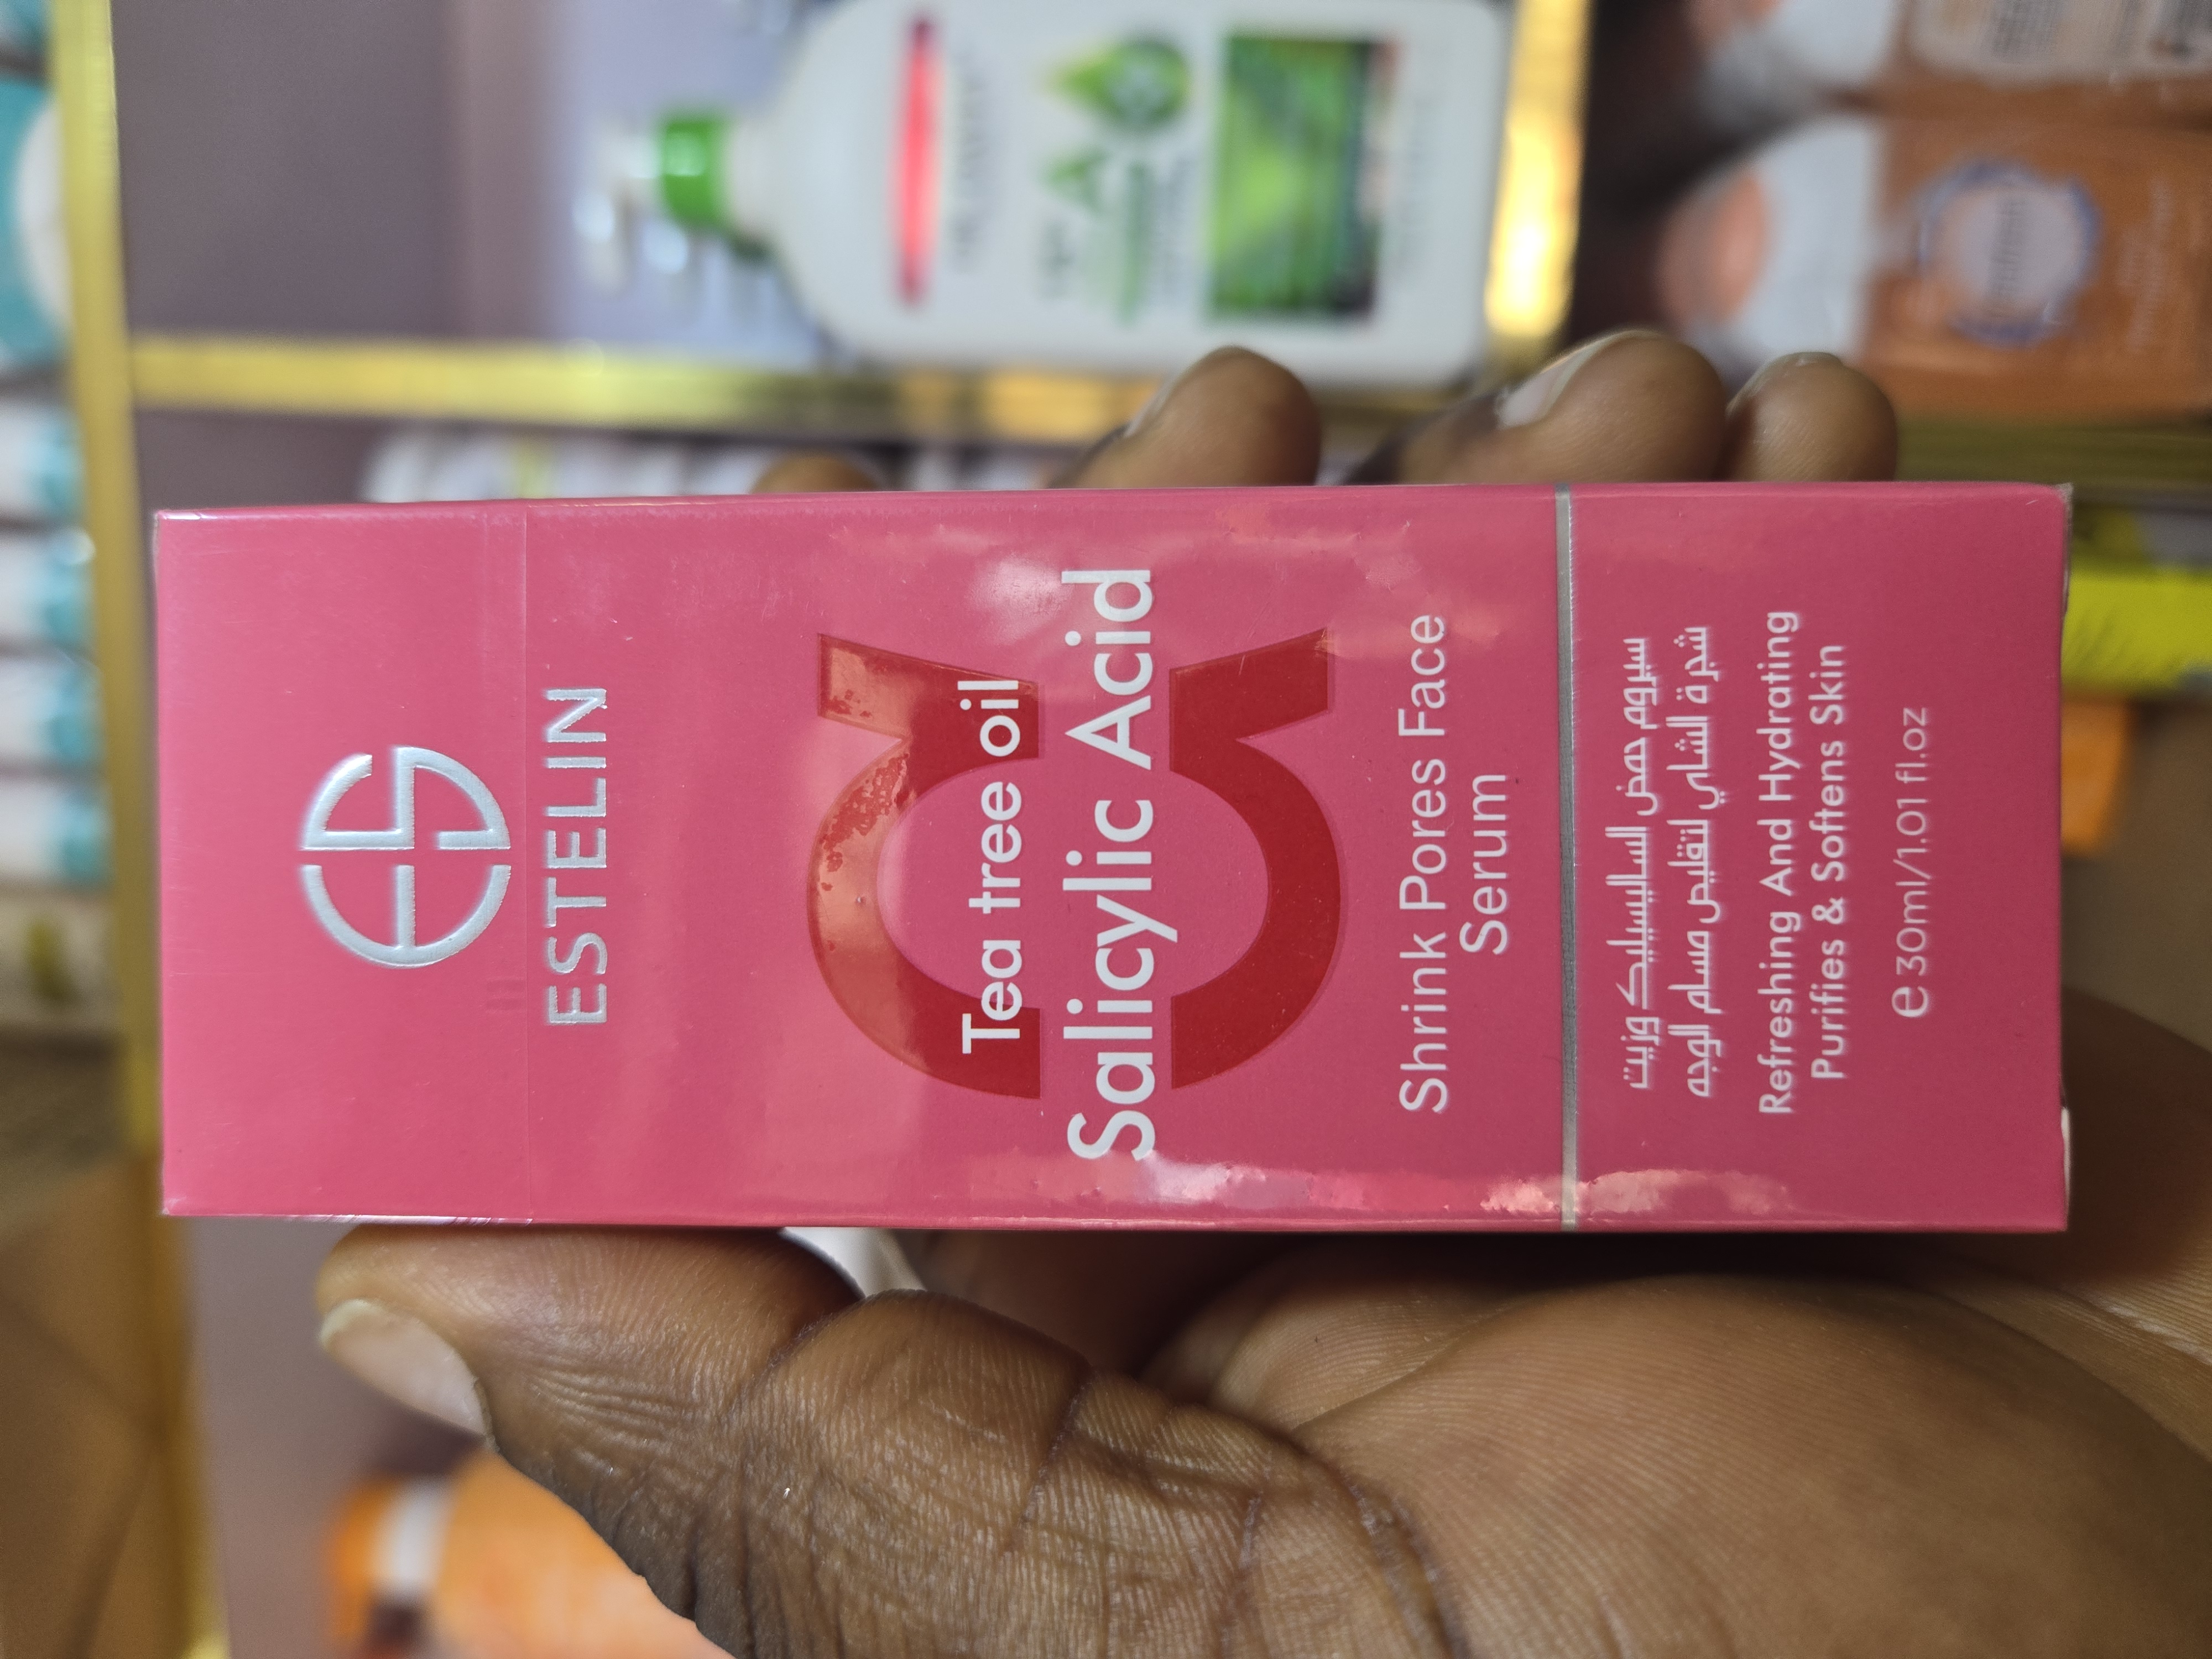 ES
ESTELIN
Tea tree oil
Salicylic Acid
Shrink Pores Face
Serum
سيروم حمض الساليسيليك وزيت
شجرة الشاي لتقليص مسام الوجه
Refreshing And Hydrating
Purifies & Softens Skin
e 30ml/1.01 fl.oz